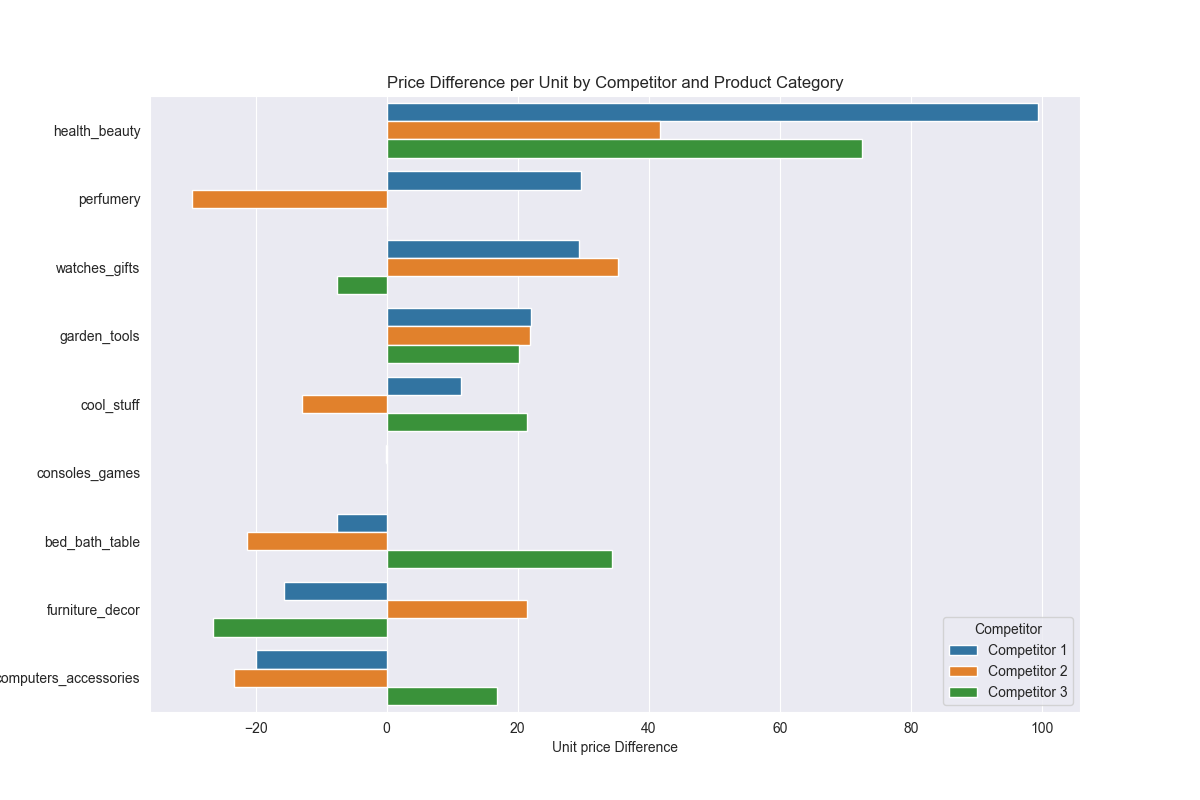 Price Difference per Unit by Competitor and Product Category
health_beauty
perfumery
watches_gifts
garden_tools
cool_stuff
consoles_games
bed_bath_table
furniture_decor
computers_accessories
Competitor
Competitor 1
Competitor 2
Competitor 3
−20 0 20 40 60 80 100
Unit price Difference